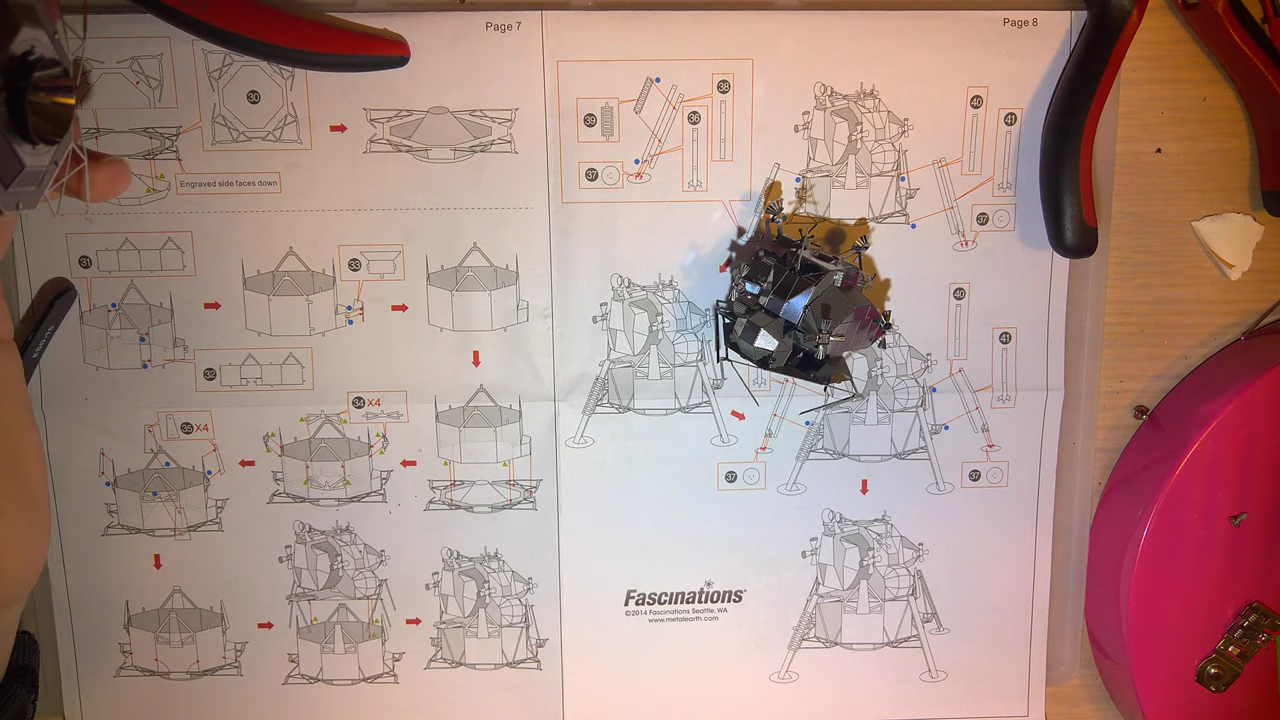 Page 7
30
Engraved side faces down
31
33
32
34 X4
35 X4
Page 8
38
39
36
37
40
41
37
40
41
37
37
Fascinations®
©2014 Fascinations Seattle, WA
www.metalearth.com